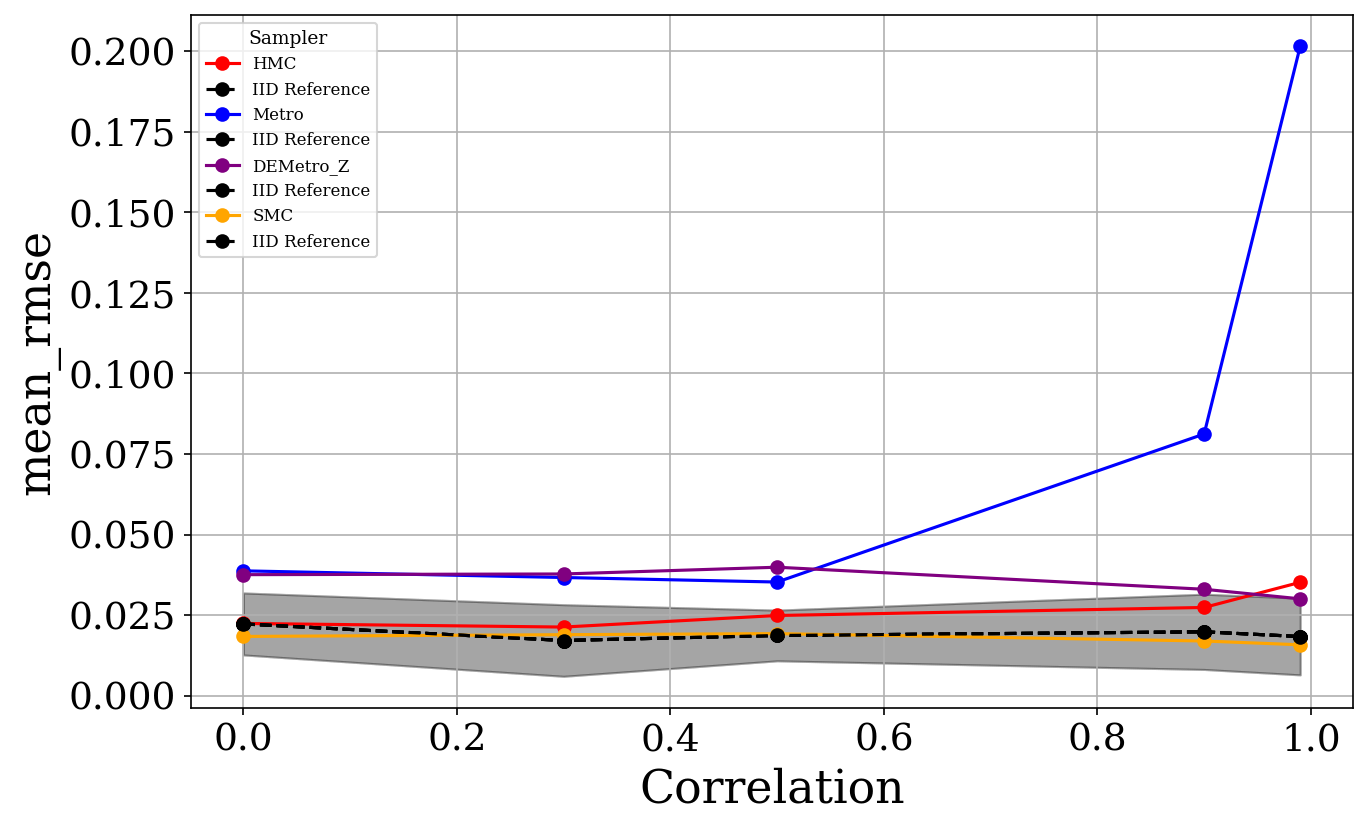 Sampler
HMC
IID Reference
Metro
IID Reference
DEMetro_Z
IID Reference
SMC
IID Reference
mean_rmse
0.200
0.175
0.150
0.125
0.100
0.075
0.050
0.025
0.000
0.0 0.2 0.4 0.6 0.8 1.0
Correlation